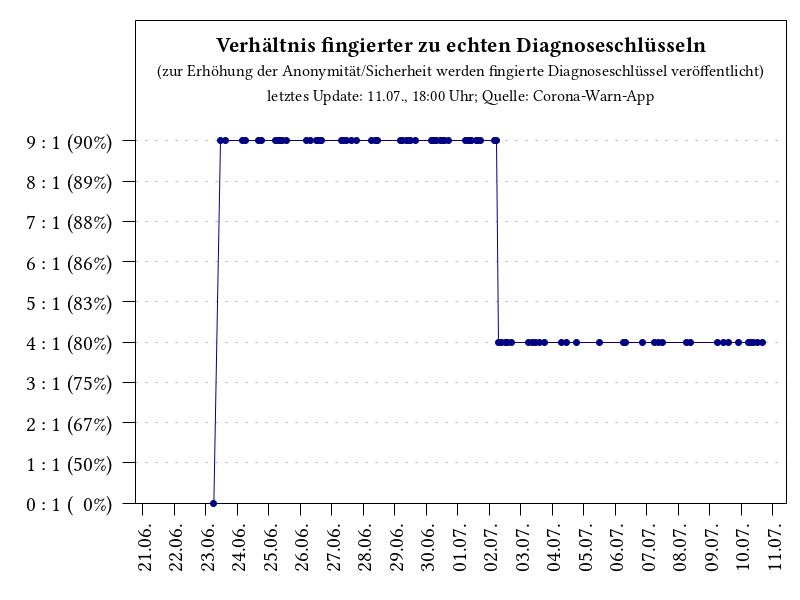 Verhältnis fingierter zu echten Diagnoseschlüsseln
(zur Erhöhung der Anonymität/Sicherheit werden fingierte Diagnoseschlüssel veröffentlicht)
letztes Update: 11.07., 18:00 Uhr; Quelle: Corona-Warn-App
9 : 1 (90%)
8 : 1 (89%)
7 : 1 (88%)
6 : 1 (86%)
5 : 1 (83%)
4 : 1 (80%)
3 : 1 (75%)
2 : 1 (67%)
1 : 1 (50%)
0 : 1 (  0%)
21.06.
22.06.
23.06.
24.06.
25.06.
26.06.
27.06.
28.06.
29.06.
30.06.
01.07.
02.07.
03.07.
04.07.
05.07.
06.07.
07.07.
08.07.
09.07.
10.07.
11.07.